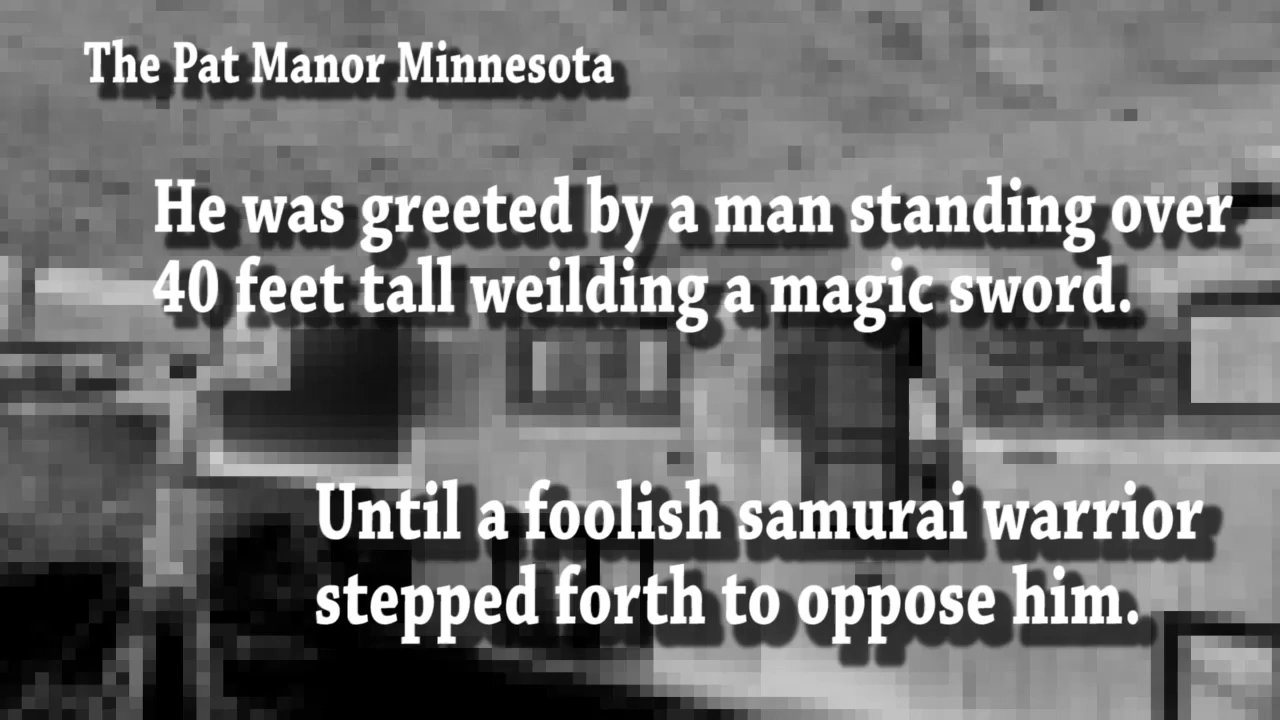 The Pat Manor Minnesota
He was greeted by a man standing over
40 feet tall weilding a magic sword.
Until a foolish samurai warrior
stepped forth to oppose him.